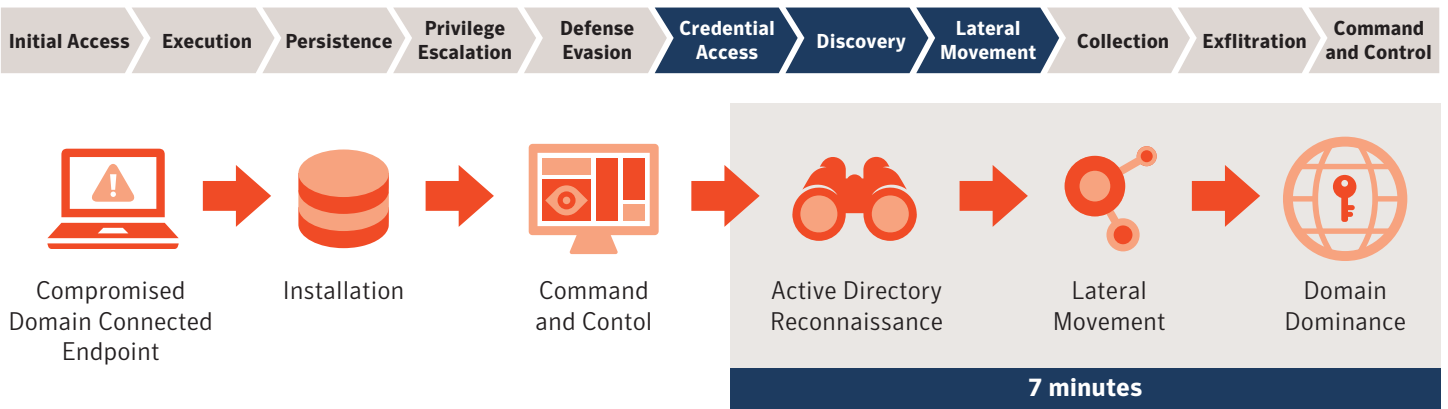 Initial Access
Execution
Persistence
Privilege
Escalation
Defense
Evasion
Credential
Access
Discovery
Lateral
Movement
Collection
Exflitration
Command
and Control
Compromised
Domain Connected
Endpoint
Installation
Command
and Contol
Active Directory
Reconnaissance
Lateral
Movement
Domain
Dominance
7 minutes